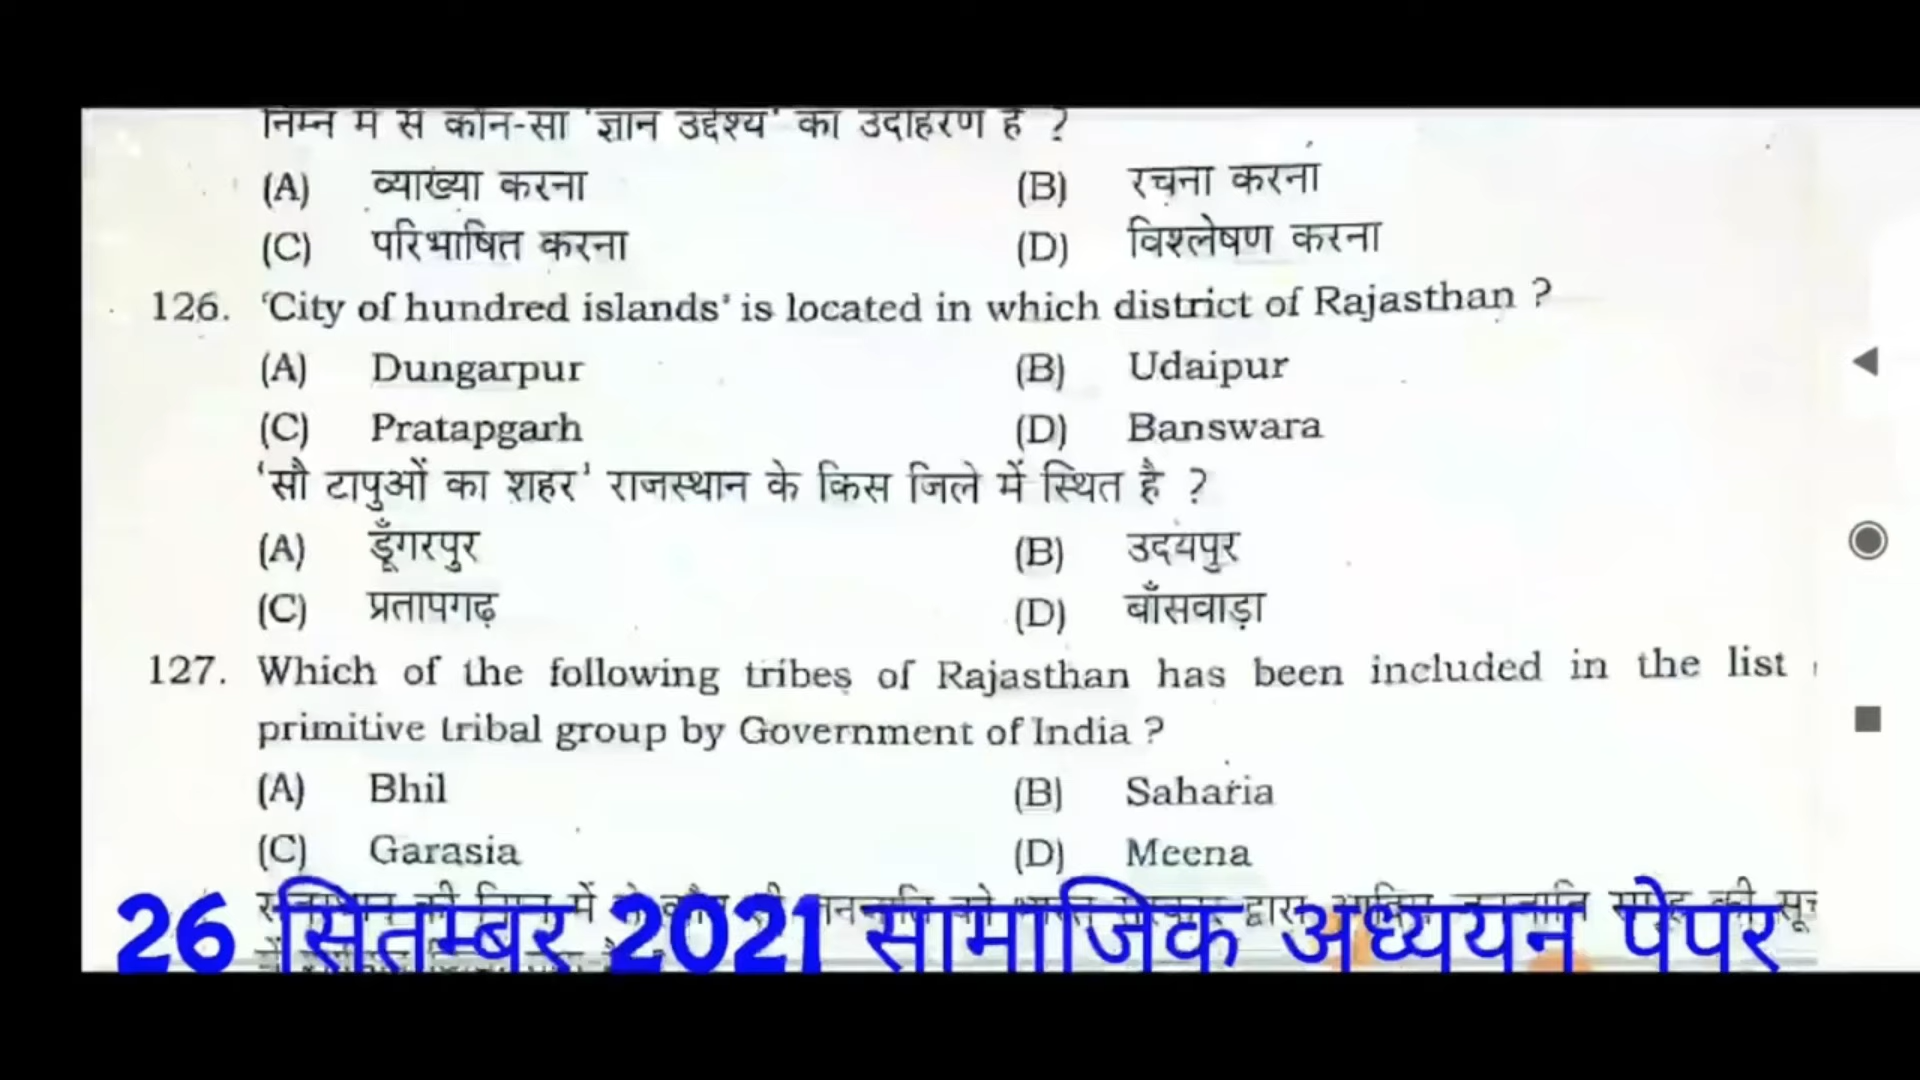 निम्न में से कौन-सा 'ज्ञान उद्देश्य' का उदाहरण है ?
(A) व्याख्या करना (B) रचना करना
(C) परिभाषित करना (D) विश्लेषण करना
126. 'City of hundred islands' is located in which district of Rajasthan ?
(A) Dungarpur (B) Udaipur
(C) Pratapgarh (D) Banswara
'सौ टापुओं का शहर' राजस्थान के किस जिले में स्थित है ?
(A) डूँगरपुर (B) उदयपुर
(C) प्रतापगढ़ (D) बाँसवाड़ा
127. Which of the following tribes of Rajasthan has been included in the list
primitive tribal group by Government of India ?
(A) Bhil (B) Saharia
(C) Garasia (D) Meena
26 सितम्बर 2021 सामाजिक अध्ययन पेपर